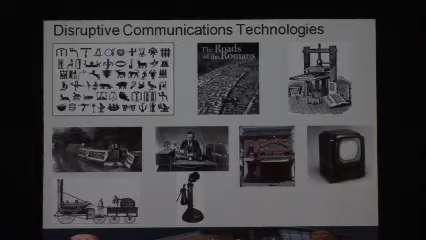 Disruptive Communications Technologies
The Roads
of the Romans